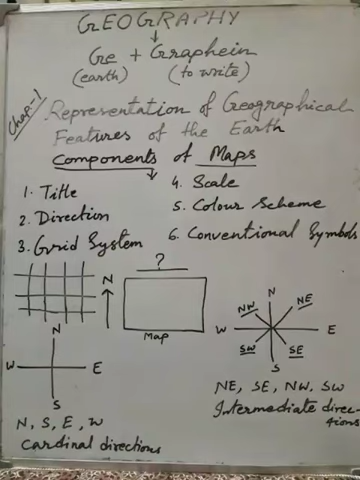 GEOGRAPHY
Ge + Graphein
(earth) (to write)
Chap-1
Representation of Geographical
Features of the Earth
Components of Maps
1. Title
2. Direction
3. Grid System
4. Scale
5. Colour Scheme
6. Conventional Symbols
N
?
Map
N
W E
S
N, S, E, W
Cardinal directions
N
NW NE
W E
SW SE
S
NE, SE, NW, SW
Intermediate direc-
tions